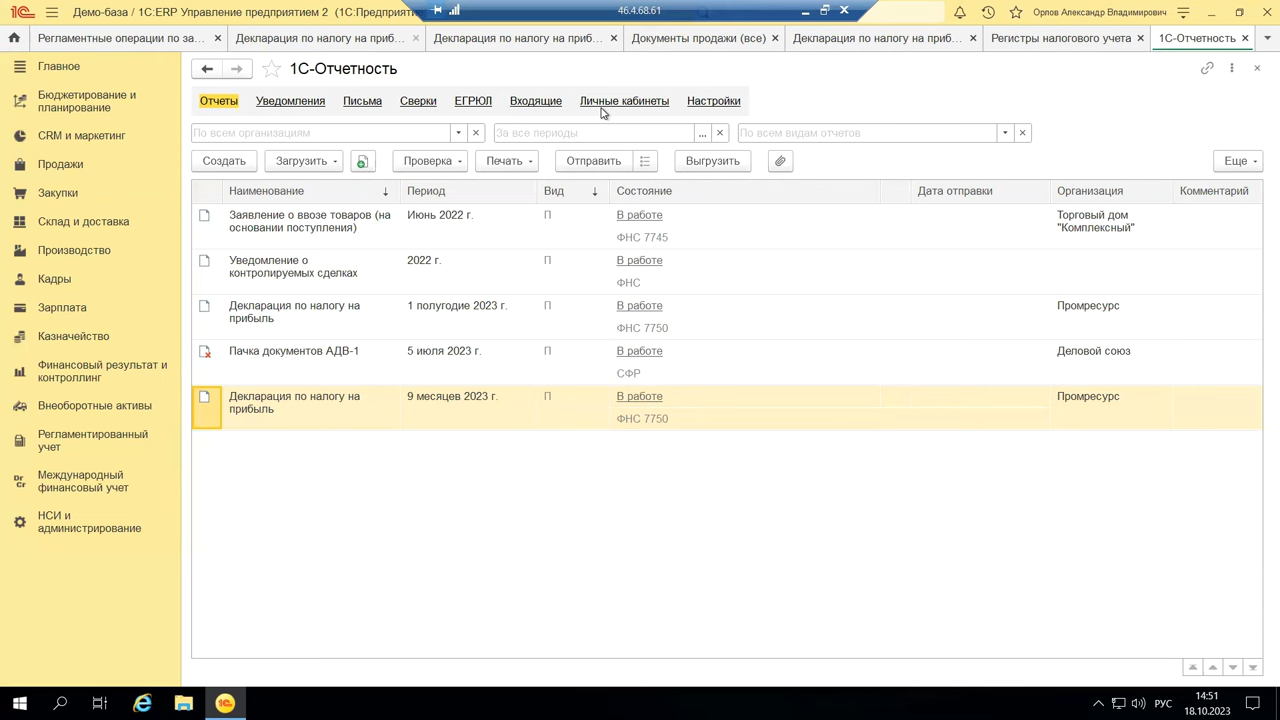 Демо-база / 1С:ERP Управление предприятием 2 (1С:Предприятие
46.4.68.61
Орлов Александр Владимирович
Регламентные операции по за...
Декларация по налогу на приб...
Декларация по налогу на приб...
Документы продажи (все)
Декларация по налогу на приб...
Регистры налогового учета
1С-Отчетность
Главное
Бюджетирование и
планирование
CRM и маркетинг
Продажи
Закупки
Склад и доставка
Производство
Кадры
Зарплата
Казначейство
Финансовый результат и
контроллинг
Внеоборотные активы
Регламентированный
учет
Международный
финансовый учет
НСИ и
администрирование
1С-Отчетность
Отчеты
Уведомления
Письма
Сверки
ЕГРЮЛ
Входящие
Личные кабинеты
Настройки
По всем организациям
За все периоды
...
По всем видам отчетов
Создать
Загрузить
Проверка
Печать
Отправить
Выгрузить
Еще
Наименование
Период
Вид
Состояние
Дата отправки
Организация
Комментарий
Заявление о ввозе товаров (на
основании поступления)
Июнь 2022 г.
П
В работе
ФНС 7745
Торговый дом
"Комплексный"
Уведомление о
контролируемых сделках
2022 г.
П
В работе
ФНС
Декларация по налогу на
прибыль
1 полугодие 2023 г.
П
В работе
ФНС 7750
Промресурс
Пачка документов АДВ-1
5 июля 2023 г.
П
В работе
СФР
Деловой союз
Декларация по налогу на
прибыль
9 месяцев 2023 г.
П
В работе
ФНС 7750
Промресурс
РУС
14:51
18.10.2023